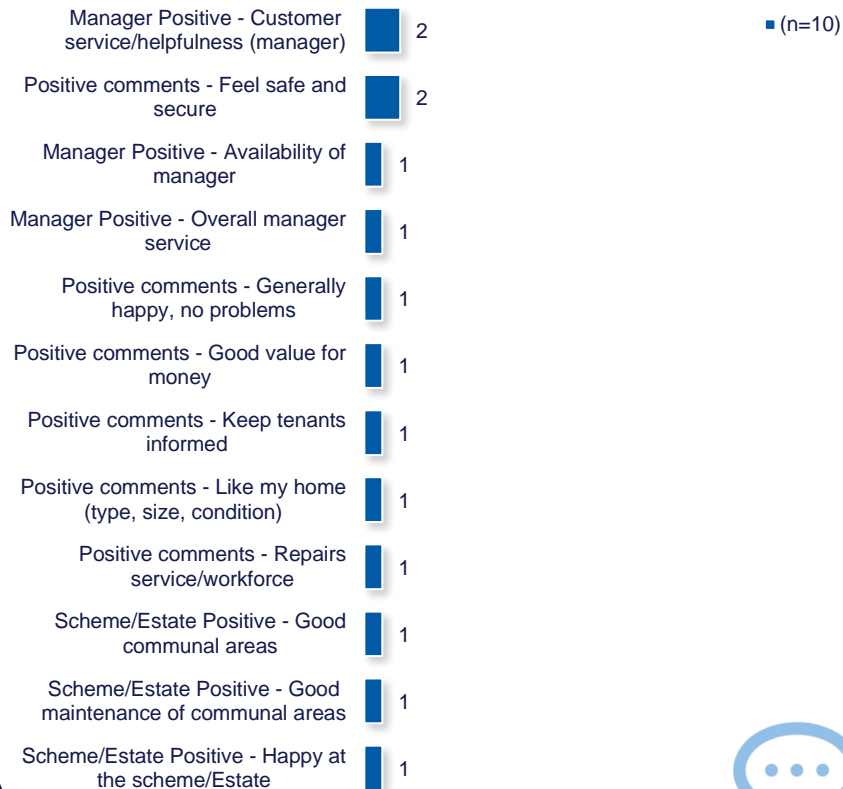 Manager Positive - Customer
service/helpfulness (manager)
2
(n=10)
Positive comments - Feel safe and
secure
2
Manager Positive - Availability of
manager
1
Manager Positive - Overall manager
service
1
Positive comments - Generally
happy, no problems
1
Positive comments - Good value for
money
1
Positive comments - Keep tenants
informed
1
Positive comments - Like my home
(type, size, condition)
1
Positive comments - Repairs
service/workforce
1
Scheme/Estate Positive - Good
communal areas
1
Scheme/Estate Positive - Good
maintenance of communal areas
1
Scheme/Estate Positive - Happy at
the scheme/Estate
1